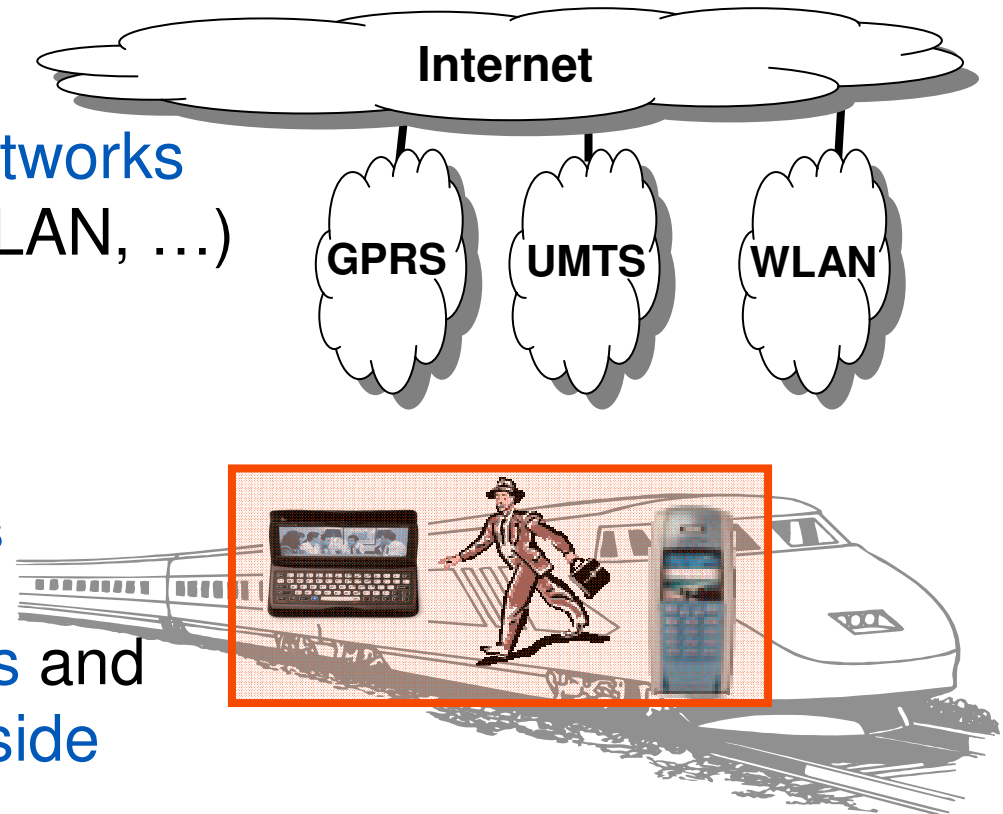 Internet
tworks
LAN, …)
GPRS UMTS WLAN
s
s and
side